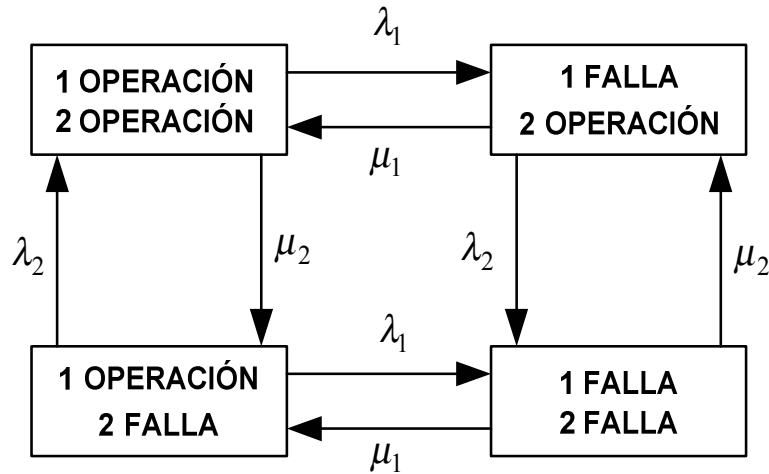 λ₁
1 OPERACIÓN
2 OPERACIÓN
1 FALLA
2 OPERACIÓN
μ₁
λ₂
μ₂
λ₂
μ₂
λ₁
1 OPERACIÓN
2 FALLA
1 FALLA
2 FALLA
μ₁